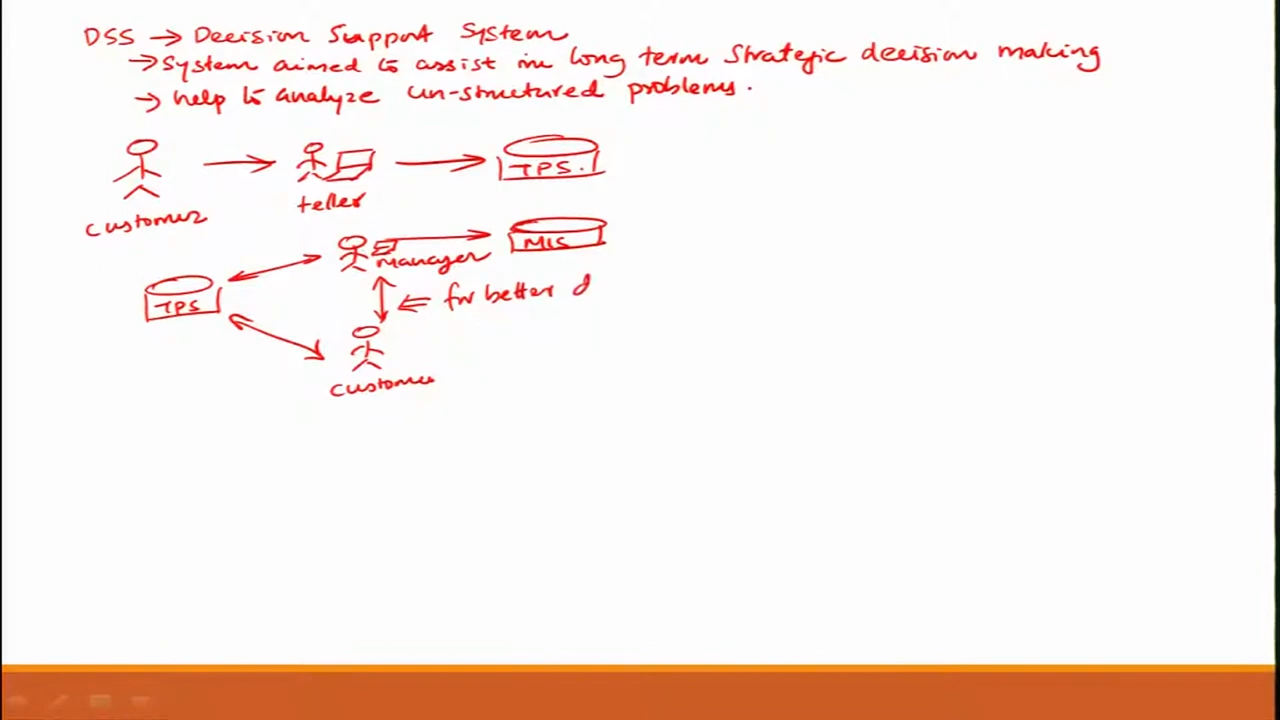 DSS → Decision Support System
→ System aimed to assist in long term Strategic decision making
→ help to analyze un-structured problems.
TPS.
teller
customer
MIS
manager
TPS
⇐ for better d
customer